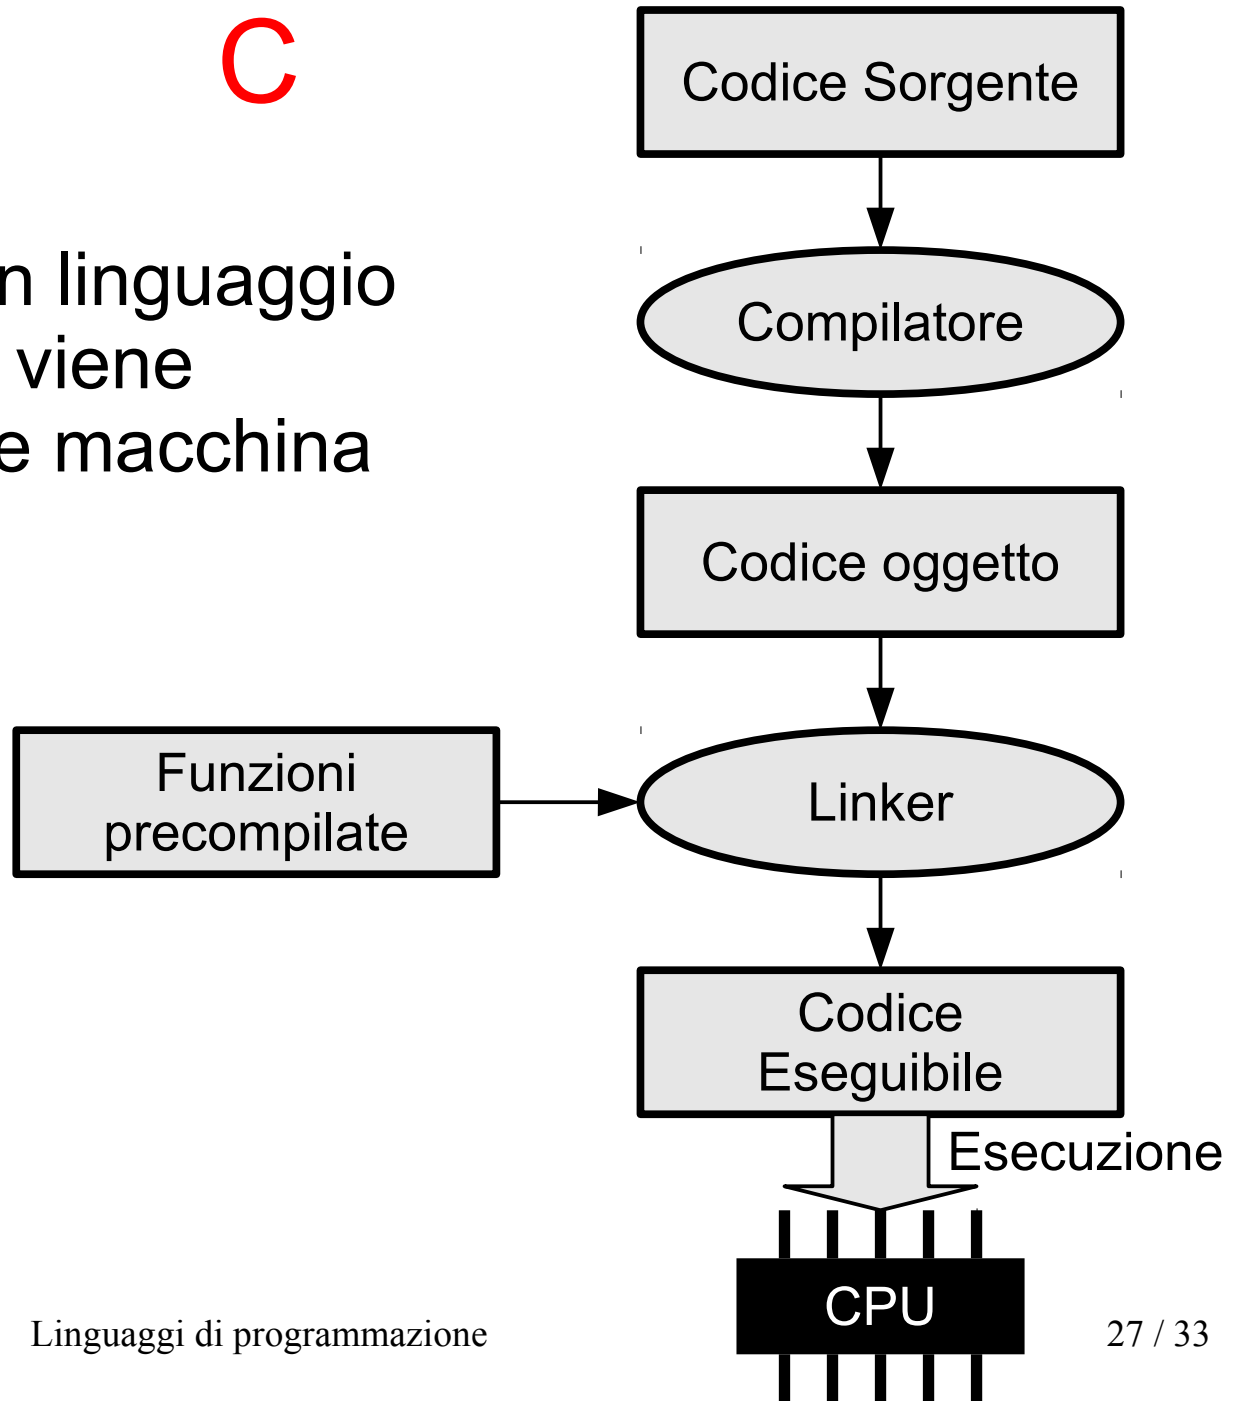 C
Codice Sorgente
n linguaggio
viene
e macchina
Compilatore
Codice oggetto
Funzioni
precompilate
Linker
Codice
Eseguibile
Esecuzione
CPU
Linguaggi di programmazione
27 / 33